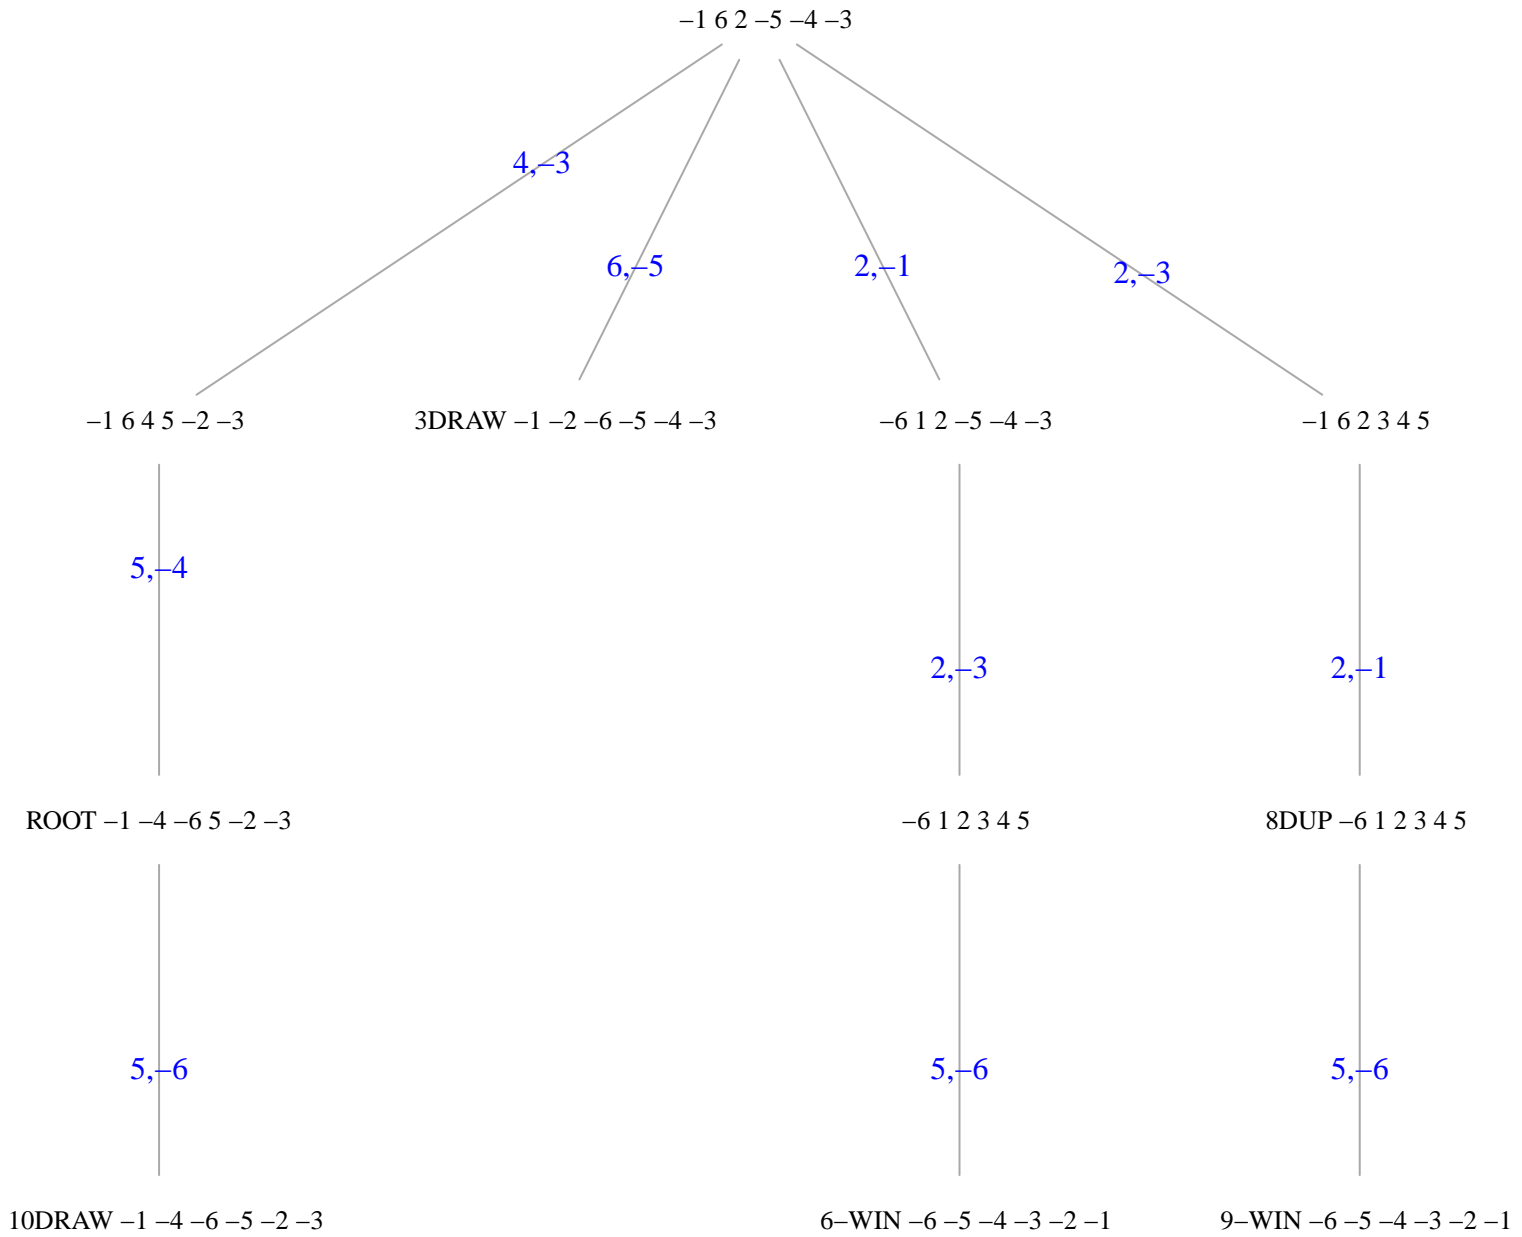 –1 6 2 –5 –4 –3
4,–3
6,–5
2,–1
2,–3
–1 6 4 5 –2 –3
3DRAW –1 –2 –6 –5 –4 –3
–6 1 2 –5 –4 –3
–1 6 2 3 4 5
5,–4
2,–3
2,–1
ROOT –1 –4 –6 5 –2 –3
–6 1 2 3 4 5
8DUP –6 1 2 3 4 5
5,–6
5,–6
5,–6
10DRAW –1 –4 –6 –5 –2 –3
6–WIN –6 –5 –4 –3 –2 –1
9–WIN –6 –5 –4 –3 –2 –1